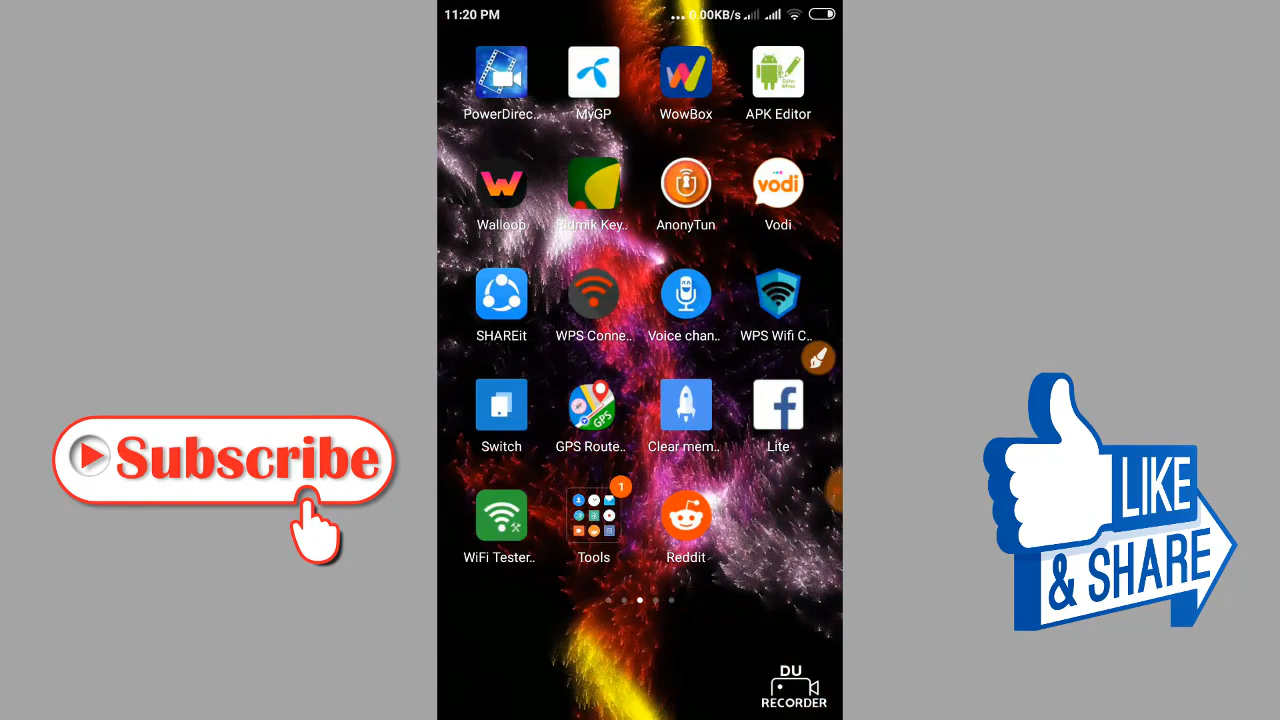 11:20 PM
... 0.00KB/s
PowerDirec..
MyGP
WowBox
APK Editor
Walloop
Ridmik Key..
AnonyTun
vodi
Vodi
SHAREit
WPS Conne..
Voice chan..
WPS Wifi C..
Switch
GPS
GPS Route..
Clear mem..
Lite
1
WiFi Tester..
Tools
Reddit
Subscribe
LIKE
& SHARE
DU
RECORDER